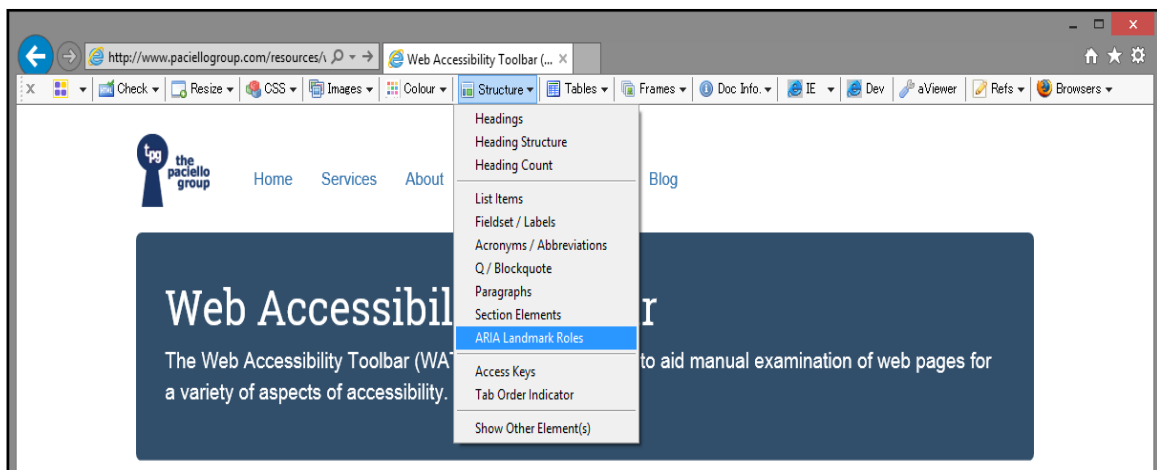 http://www.paciellogroup.com/resources/\ Web Accessibility Toolbar (... ×
X Check Resize CSS Images Colour Structure Tables Frames Doc Info. IE Dev aViewer Refs Browsers
tpg the paciello group
Home Services About Blog
Headings
Heading Structure
Heading Count
List Items
Fieldset / Labels
Acronyms / Abbreviations
Q / Blockquote
Paragraphs
Section Elements
ARIA Landmark Roles
Access Keys
Tab Order Indicator
Show Other Element(s)
Web Accessibil r
The Web Accessibility Toolbar (WA to aid manual examination of web pages for
a variety of aspects of accessibility.